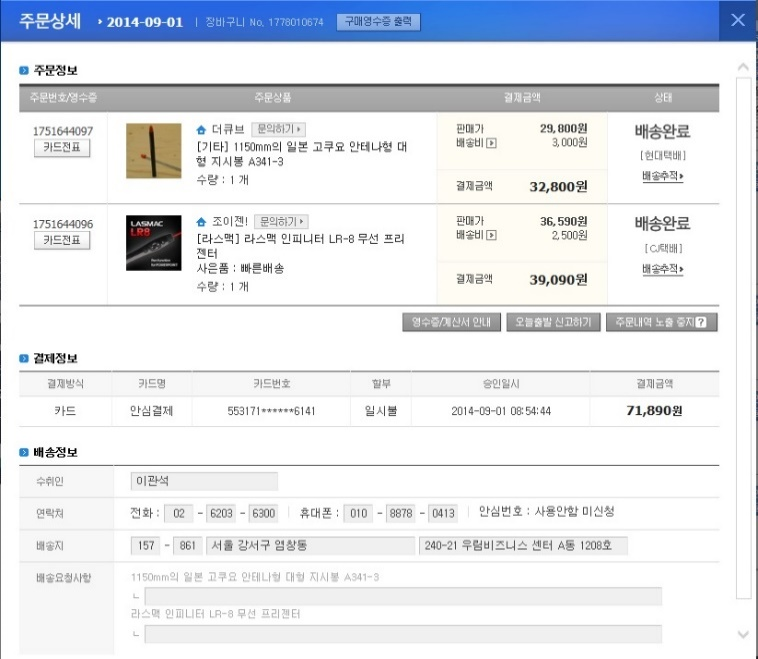 주문상세 2014-09-01 | 장바구니 No. 1778010674 구매영수증 출력
주문정보
주문번호/영수증 주문상품 결제금액 상태
1751644097
카드전표
더큐브 문의하기
[기타] 1150mm의 일본 고쿠요 안테나형 대
형 지시봉 A341-3
수량 : 1 개
판매가 29,800원
배송비 3,000원
결제금액 32,800원
배송완료
[현대택배]
배송추적
1751644096
카드전표
LASMAC
LR8
조이젠! 문의하기
[라스맥] 라스맥 인피니터 LR-8 무선 프리
젠터
사은품 : 빠른배송
수량 : 1 개
판매가 36,590원
배송비 2,500원
결제금액 39,090원
배송완료
[CJ택배]
배송추적
영수증/계산서 안내 오늘출발 신고하기 주문내역 노출 중지 ?
결제정보
결제방식 카드명 카드번호 할부 승인일시 결제금액
카드 안심결제 553171******6141 일시불 2014-09-01 08:54:44 71,890원
배송정보
수취인 이관석
연락처 전화 : 02 - 6203 - 6300 | 휴대폰 : 010 - 8878 - 0413 | 안심번호 : 사용안함 미신청
배송지 157 - 861 서울 강서구 염창동 240-21 우림비즈니스 센터 A동 1208호
배송요청사항 1150mm의 일본 고쿠요 안테나형 대형 지시봉 A341-3
라스맥 인피니터 LR-8 무선 프리젠터